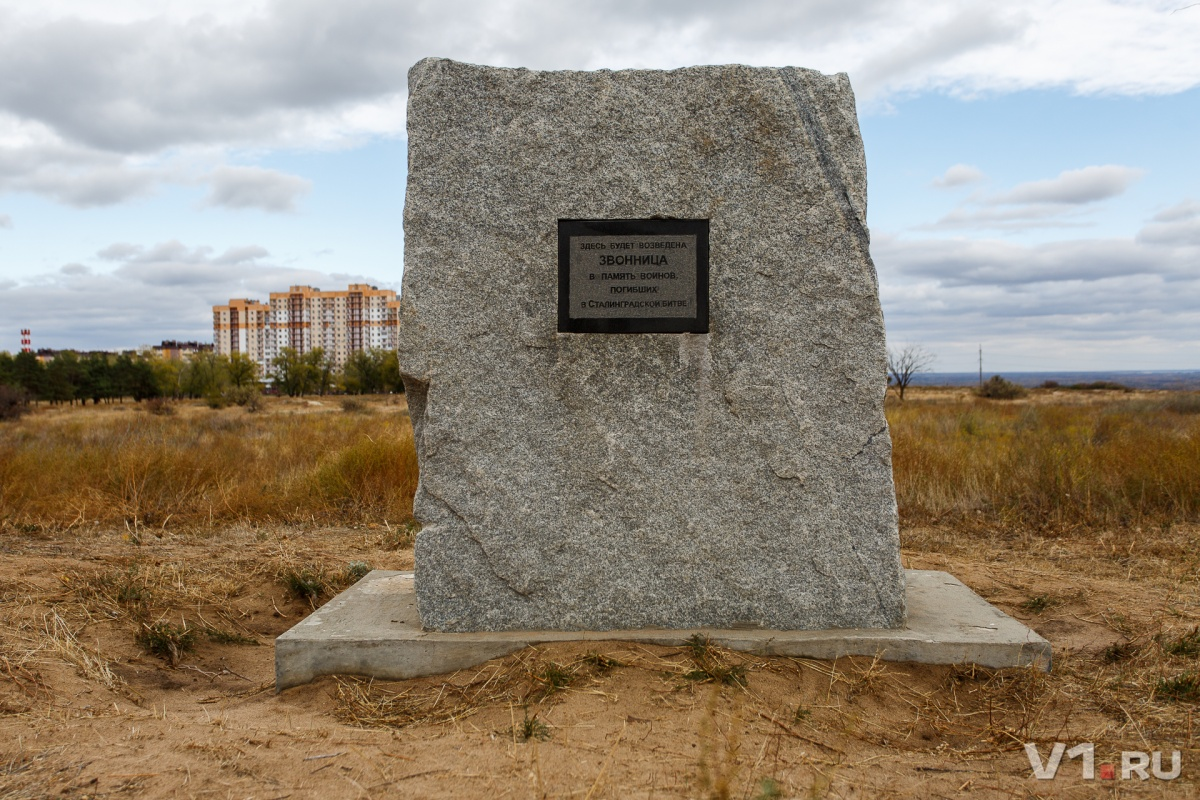 ЗДЕСЬ БУДЕТ ВОЗВЕДЕНА
ЗВОННИЦА
В ПАМЯТЬ ВОИНОВ,
ПОГИБШИХ
В СТАЛИНГРАДСКОЙ БИТВЕ
V1.RU